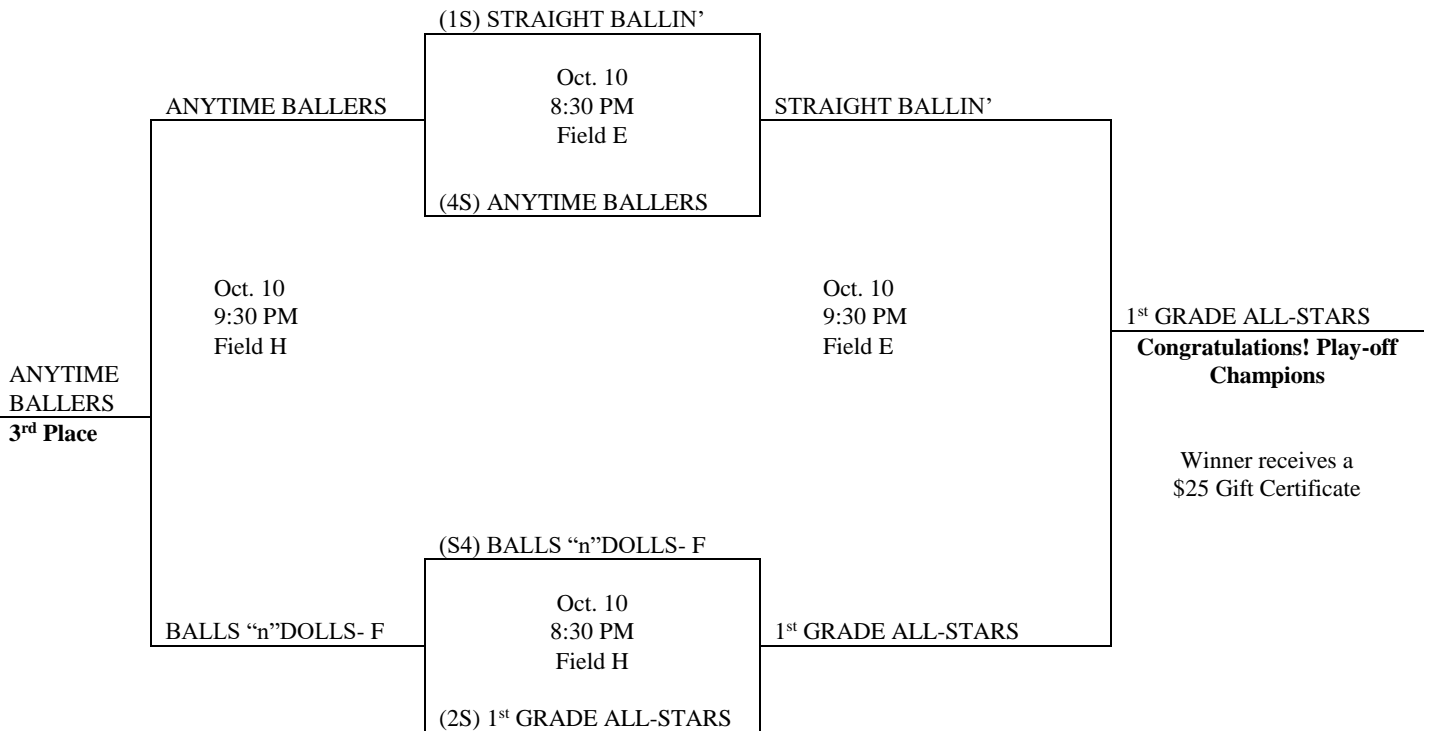 (1S) STRAIGHT BALLIN’
Oct. 10
8:30 PM
Field E
ANYTIME BALLERS
STRAIGHT BALLIN’
(4S) ANYTIME BALLERS
Oct. 10
9:30 PM
Field H
Oct. 10
9:30 PM
Field E
1st GRADE ALL-STARS
Congratulations! Play-off
Champions
ANYTIME
BALLERS
3rd Place
Winner receives a
$25 Gift Certificate
(S4) BALLS “n”DOLLS- F
Oct. 10
8:30 PM
Field H
BALLS “n”DOLLS- F
1st GRADE ALL-STARS
(2S) 1st GRADE ALL-STARS